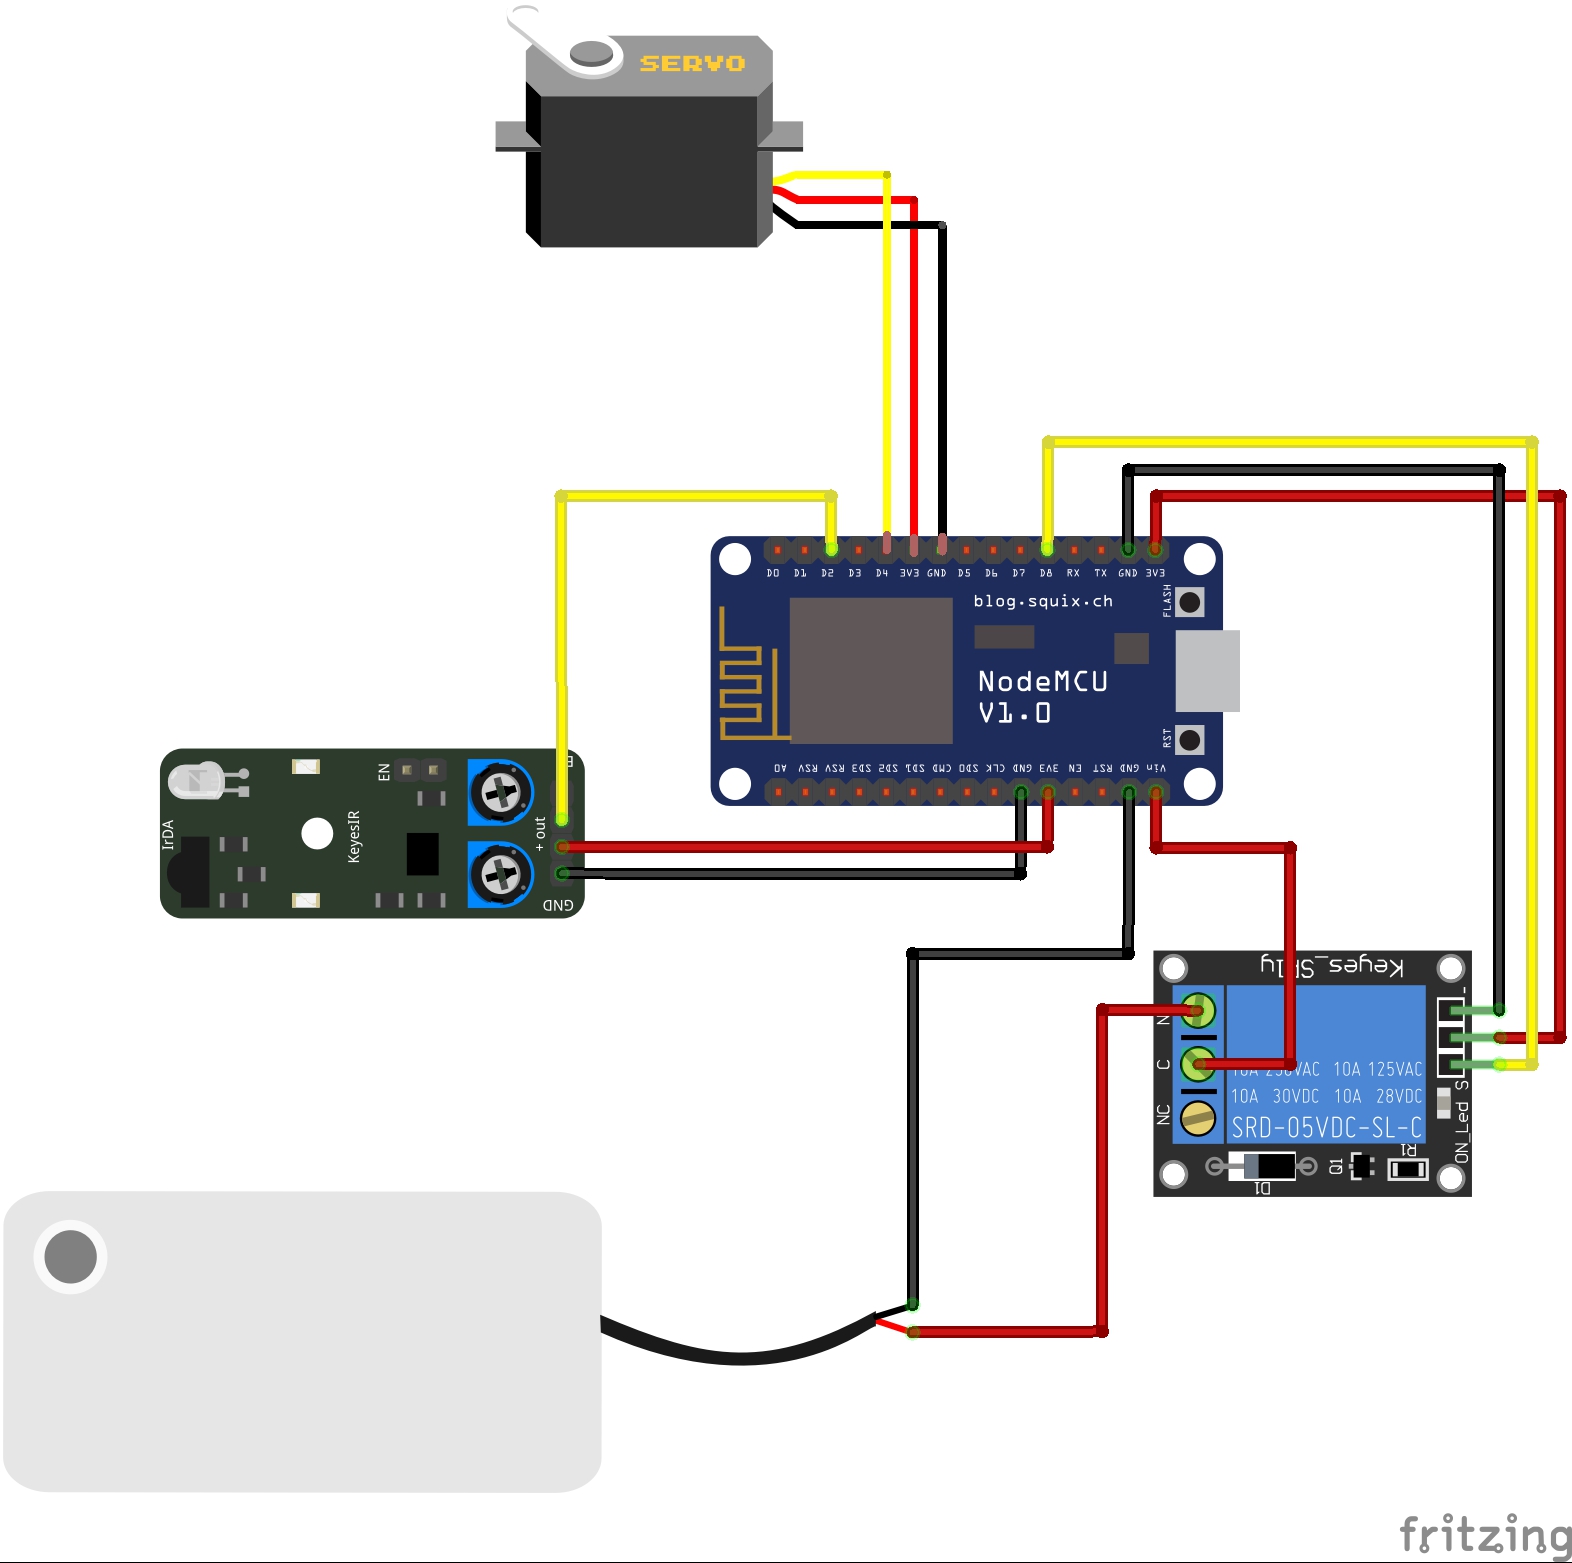 SERVO
D0 D1 D2 D3 D4 3V3 GND D5 D6 D7 D8 RX TX GND 3V3
blog.squix.ch
FLASH
NodeMCU
V1.0
RST
A0 RSV RSV SD3 SD2 SD1 CMD SD0 CLK GND 3V3 EN RST GND Vin
EN
IrDA
KeyesIR
+ out
GND
C
NC
10A
10A 125VAC
10A 30VDC 10A 28VDC
SRD-05VDC-SL-C
-
S
ON_Led
D1
Q1
R1
fritzing